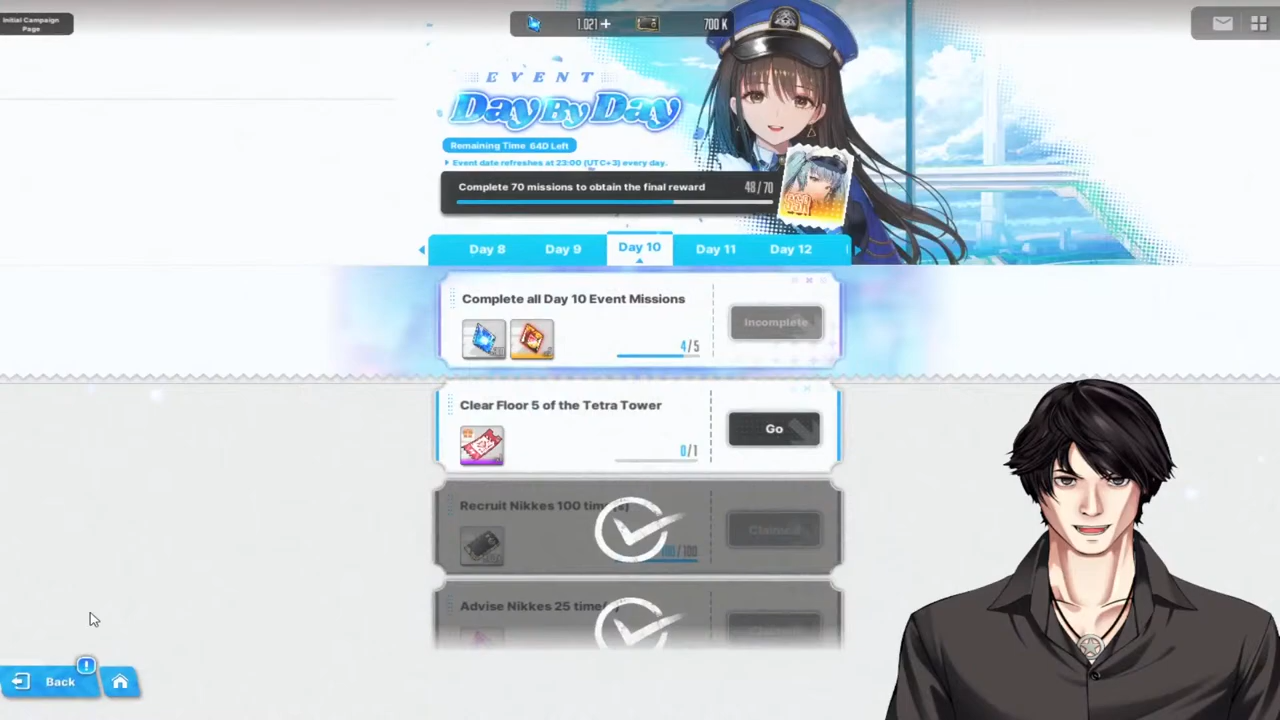 Initial Campaign
Page
1.021+
700 K
EVENT
Day By Day
Remaining Time 64D Left
Event date refreshes at 23:00 (UTC+3) every day.
Complete 70 missions to obtain the final reward
48/70
Day 8
Day 9
Day 10
Day 11
Day 12
Complete all Day 10 Event Missions
Incomplete
4/5
Clear Floor 5 of the Tetra Tower
Go
0/1
Recruit Nikkes 100 time(s)
Claimed
100/100
Advise Nikkes 25 time(s)
Back